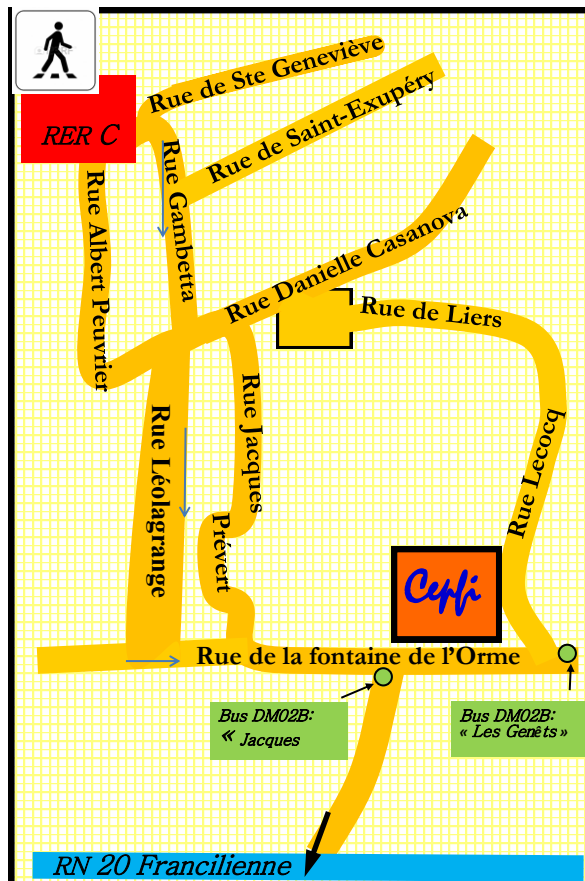 Rue de Ste Geneviève
RER C
Rue de Saint-Exupéry
Rue Gambetta
Rue Albert Peuvrier
Rue Danielle Casanova
Rue de Liers
Rue Jacques
Prévert
Rue Léolagrange
Rue Lecocq
Cepfi
Rue de la fontaine de l'Orme
Bus DM02B:
« Jacques
Bus DM02B:
« Les Genêts »
RN 20 Francilienne